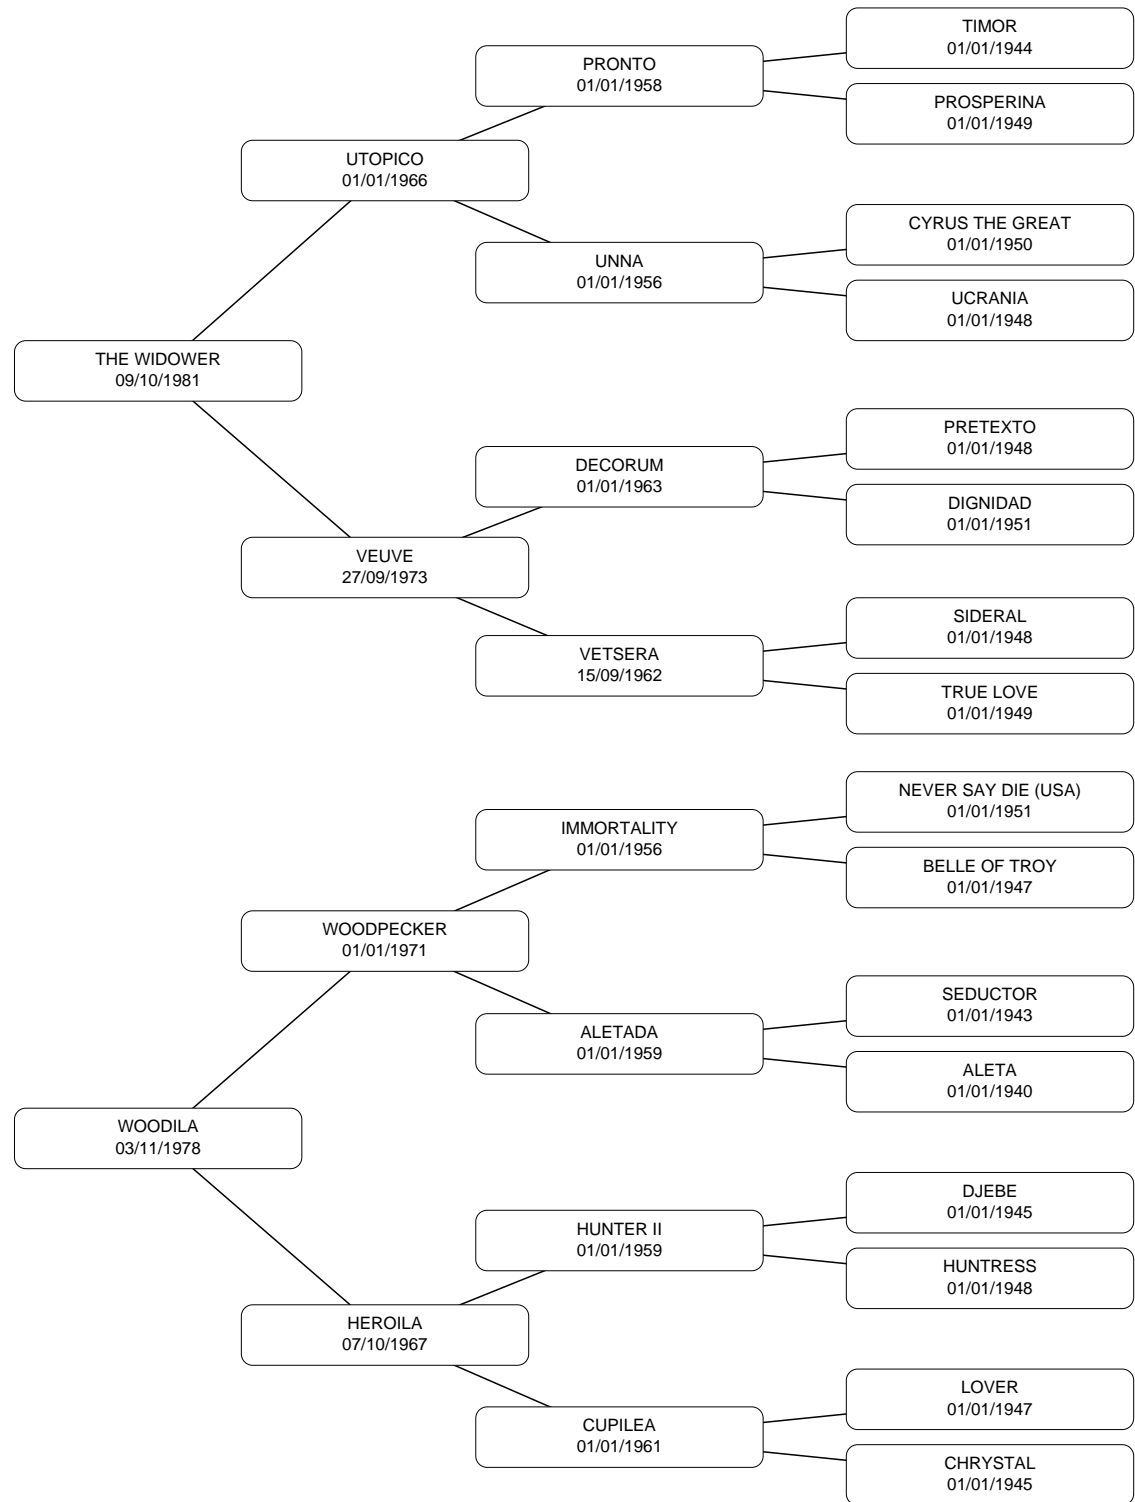 TIMOR
01/01/1944
PRONTO
01/01/1958
PROSPERINA
01/01/1949
UTOPICO
01/01/1966
CYRUS THE GREAT
01/01/1950
UNNA
01/01/1956
UCRANIA
01/01/1948
THE WIDOWER
09/10/1981
PRETEXTO
01/01/1948
DECORUM
01/01/1963
DIGNIDAD
01/01/1951
VEUVE
27/09/1973
SIDERAL
01/01/1948
VETSERA
15/09/1962
TRUE LOVE
01/01/1949
NEVER SAY DIE (USA)
01/01/1951
IMMORTALITY
01/01/1956
BELLE OF TROY
01/01/1947
WOODPECKER
01/01/1971
SEDUCTOR
01/01/1943
ALETADA
01/01/1959
ALETA
01/01/1940
WOODILA
03/11/1978
DJEBE
01/01/1945
HUNTER II
01/01/1959
HUNTRESS
01/01/1948
HEROILA
07/10/1967
LOVER
01/01/1947
CUPILEA
01/01/1961
CHRYSTAL
01/01/1945